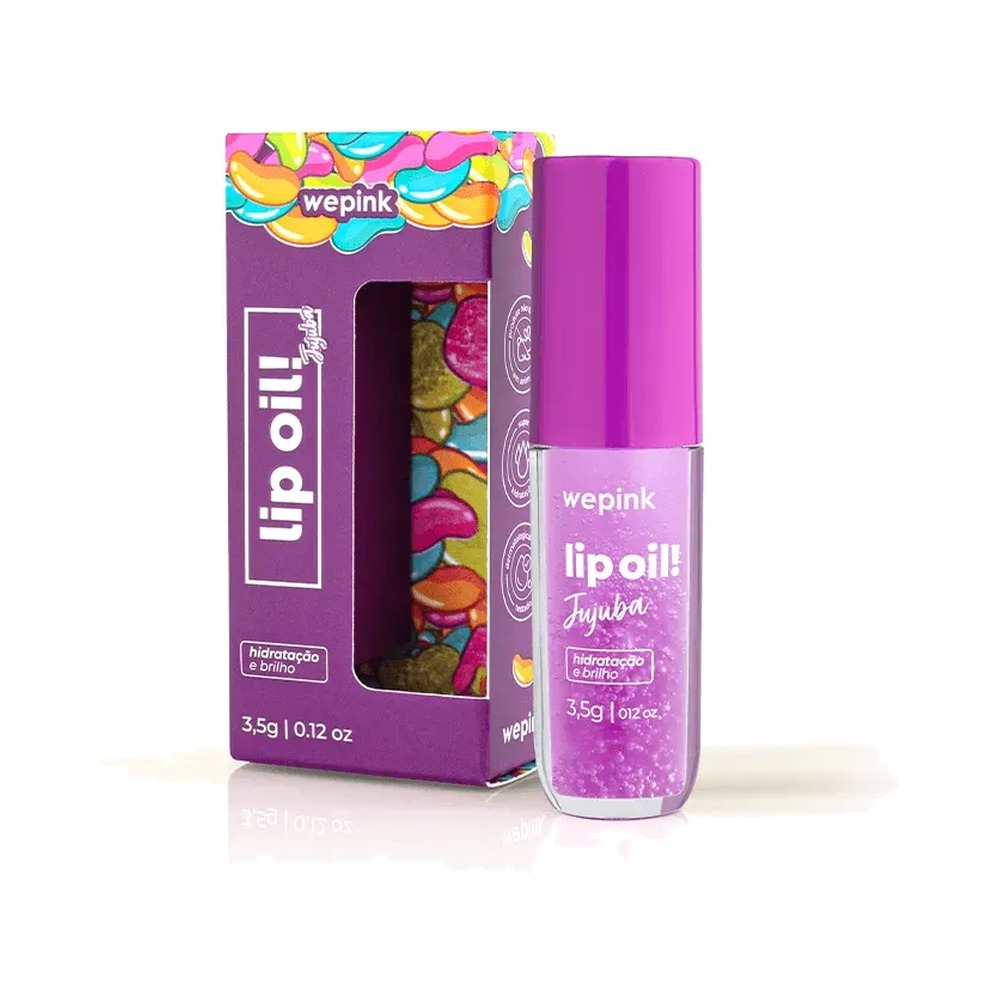 wepink
lip oil!
Jujuba
hidratação
e brilho
3,5g | 0.12 oz
wepink
wepink
lip oil!
Jujuba
hidratação
e brilho
3,5g | 012 oz